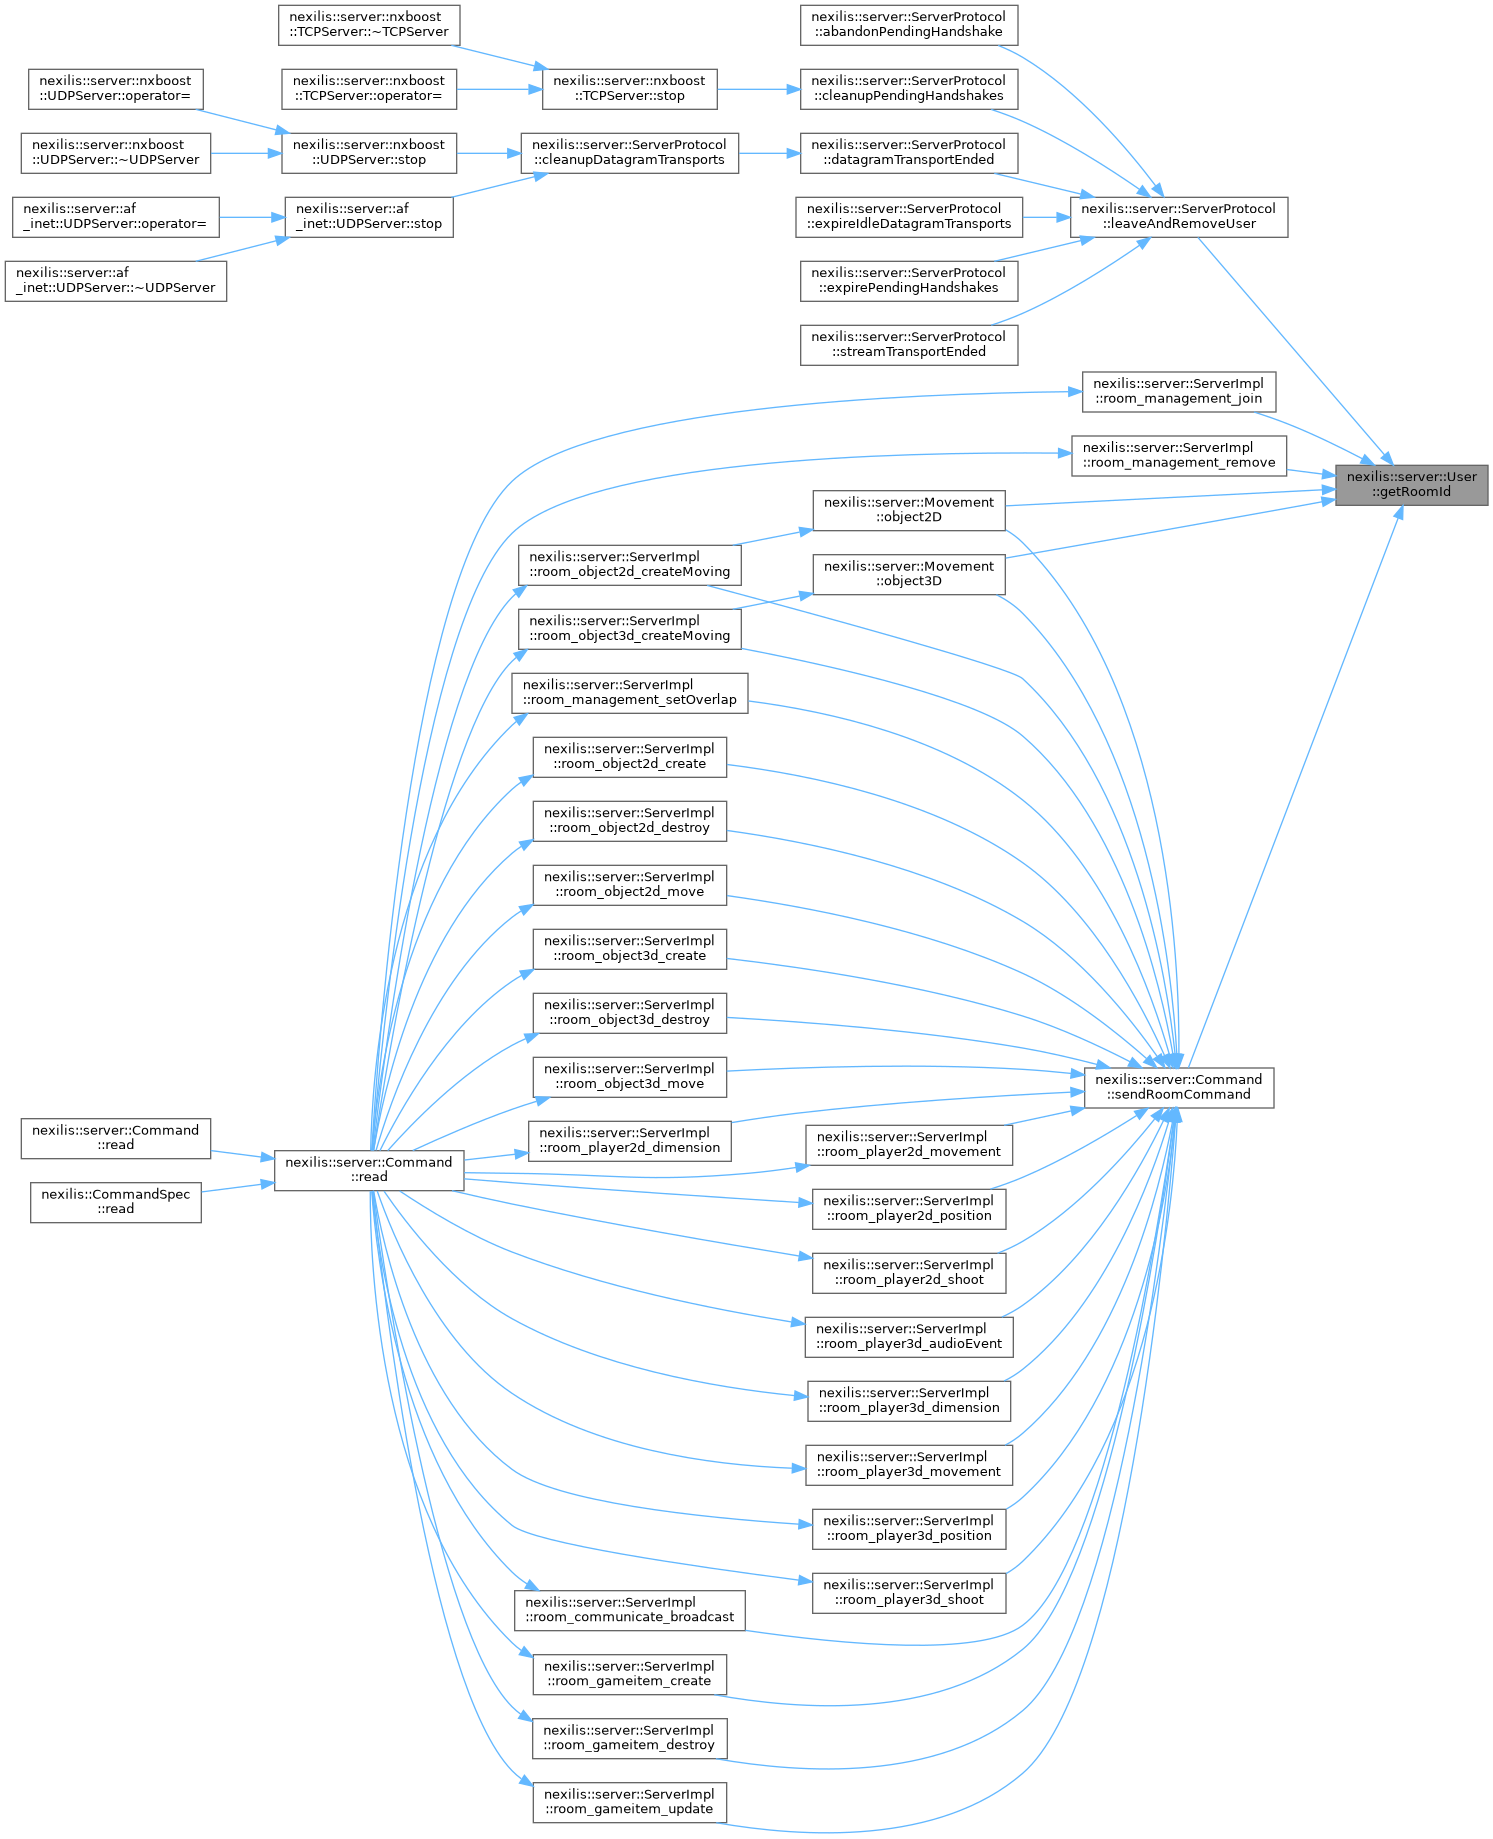 nexilis::server::nxboost
::TCPServer::~TCPServer
nexilis::server::ServerProtocol
::abandonPendingHandshake
nexilis::server::nxboost
::UDPServer::operator=
nexilis::server::nxboost
::TCPServer::operator=
nexilis::server::nxboost
::TCPServer::stop
nexilis::server::ServerProtocol
::cleanupPendingHandshakes
nexilis::server::nxboost
::UDPServer::~UDPServer
nexilis::server::nxboost
::UDPServer::stop
nexilis::server::ServerProtocol
::cleanupDatagramTransports
nexilis::server::ServerProtocol
::datagramTransportEnded
nexilis::server::af
_inet::UDPServer::operator=
nexilis::server::af
_inet::UDPServer::stop
nexilis::server::ServerProtocol
::expireIdleDatagramTransports
nexilis::server::ServerProtocol
::leaveAndRemoveUser
nexilis::server::af
_inet::UDPServer::~UDPServer
nexilis::server::ServerProtocol
::expirePendingHandshakes
nexilis::server::ServerProtocol
::streamTransportEnded
nexilis::server::ServerImpl
::room_management_join
nexilis::server::ServerImpl
::room_management_remove
nexilis::server::User
::getRoomId
nexilis::server::Movement
::object2D
nexilis::server::ServerImpl
::room_object2d_createMoving
nexilis::server::Movement
::object3D
nexilis::server::ServerImpl
::room_object3d_createMoving
nexilis::server::ServerImpl
::room_management_setOverlap
nexilis::server::ServerImpl
::room_object2d_create
nexilis::server::ServerImpl
::room_object2d_destroy
nexilis::server::ServerImpl
::room_object2d_move
nexilis::server::ServerImpl
::room_object3d_create
nexilis::server::ServerImpl
::room_object3d_destroy
nexilis::server::ServerImpl
::room_object3d_move
nexilis::server::Command
::sendRoomCommand
nexilis::server::Command
::read
nexilis::server::ServerImpl
::room_player2d_dimension
nexilis::server::ServerImpl
::room_player2d_movement
nexilis::server::Command
::read
nexilis::CommandSpec
::read
nexilis::server::ServerImpl
::room_player2d_position
nexilis::server::ServerImpl
::room_player2d_shoot
nexilis::server::ServerImpl
::room_player3d_audioEvent
nexilis::server::ServerImpl
::room_player3d_dimension
nexilis::server::ServerImpl
::room_player3d_movement
nexilis::server::ServerImpl
::room_player3d_position
nexilis::server::ServerImpl
::room_player3d_shoot
nexilis::server::ServerImpl
::room_communicate_broadcast
nexilis::server::ServerImpl
::room_gameitem_create
nexilis::server::ServerImpl
::room_gameitem_destroy
nexilis::server::ServerImpl
::room_gameitem_update